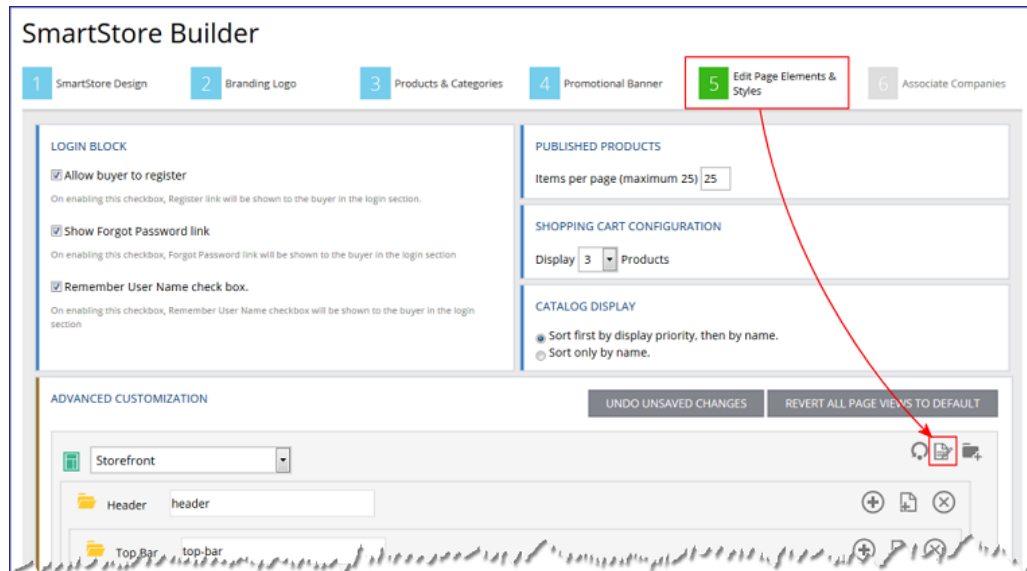 SmartStore Builder
1 SmartStore Design 2 Branding Logo 3 Products & Categories 4 Promotional Banner 5 Edit Page Elements & Styles 6 Associate Companies
LOGIN BLOCK
Allow buyer to register
On enabling this checkbox, Register link will be shown to the buyer in the login section.
Show Forgot Password link
On enabling this checkbox, Forgot Password link will be shown to the buyer in the login section
Remember User Name check box.
On enabling this checkbox, Remember User Name checkbox will be shown to the buyer in the login
section
PUBLISHED PRODUCTS
Items per page (maximum 25) 25
SHOPPING CART CONFIGURATION
Display 3 Products
CATALOG DISPLAY
Sort first by display priority, then by name.
Sort only by name.
ADVANCED CUSTOMIZATION
UNDO UNSAVED CHANGES REVERT ALL PAGE VIEWS TO DEFAULT
Storefront
Header header
Top Bar top-bar